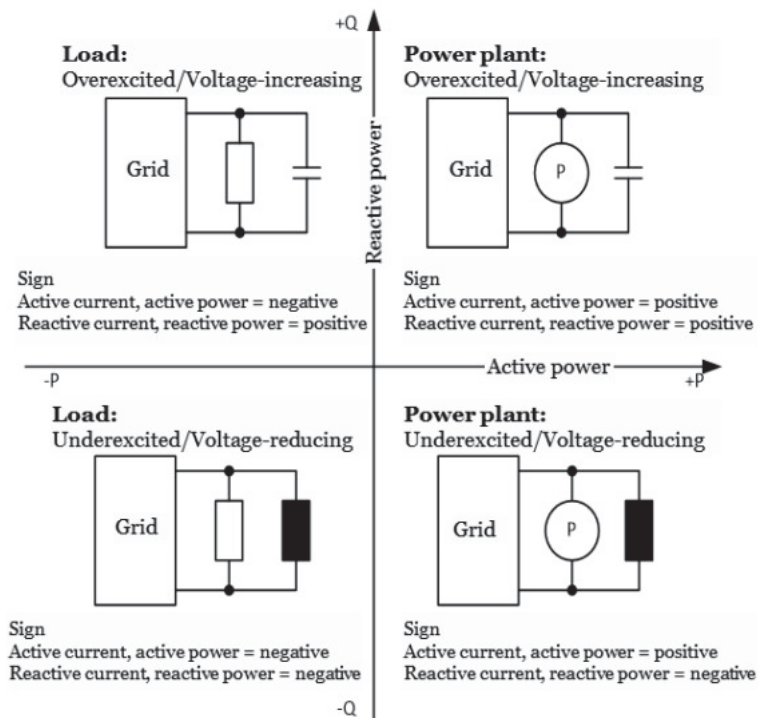 +Q
Load:
Overexcited/Voltage-increasing
Grid
Sign
Active current, active power = negative
Reactive current, reactive power = positive
Reactive power
Power plant:
Overexcited/Voltage-increasing
Grid
P
Sign
Active current, active power = positive
Reactive current, reactive power = positive
-P
Active power
+P
Load:
Underexcited/Voltage-reducing
Grid
Sign
Active current, active power = negative
Reactive current, reactive power = negative
Power plant:
Underexcited/Voltage-reducing
Grid
P
Sign
Active current, active power = positive
Reactive current, reactive power = negative
-Q